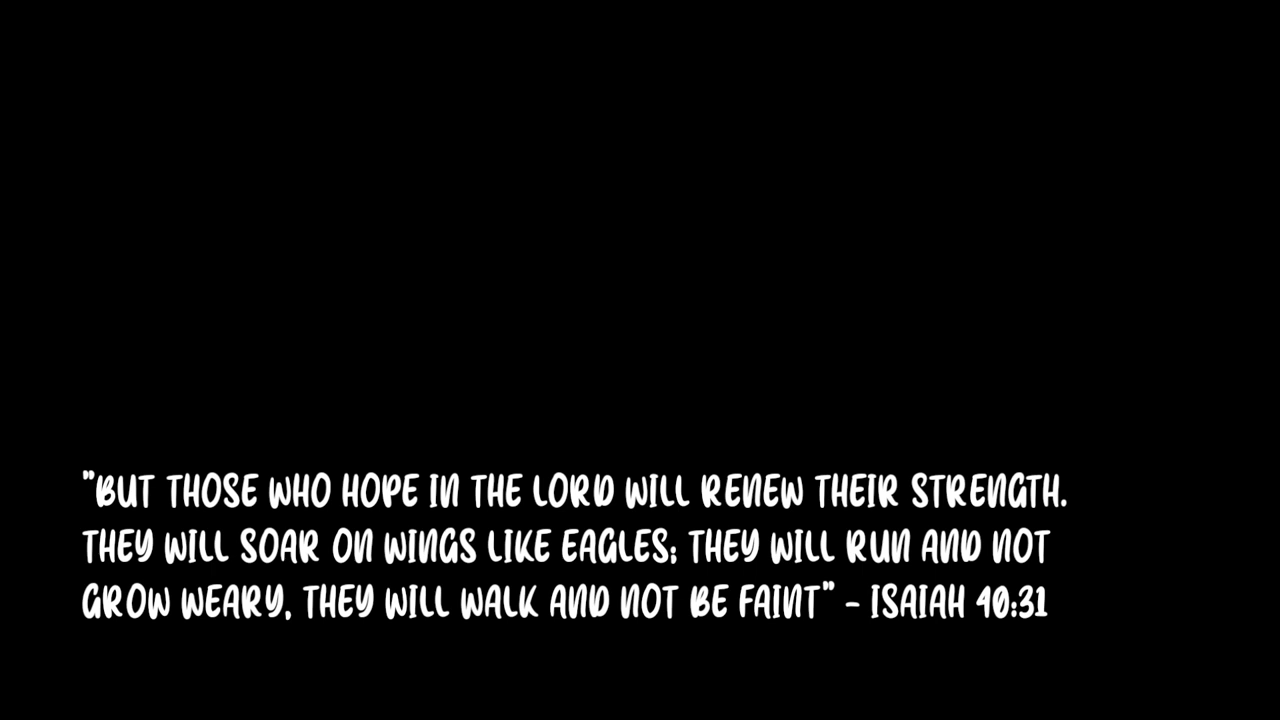 "BUT THOSE WHO HOPE IN THE LORD WILL RENEW THEIR STRENGTH.
THEY WILL SOAR ON WINGS LIKE EAGLES; THEY WILL RUN AND NOT
GROW WEARY, THEY WILL WALK AND NOT BE FAINT" - ISAIAH 40:31